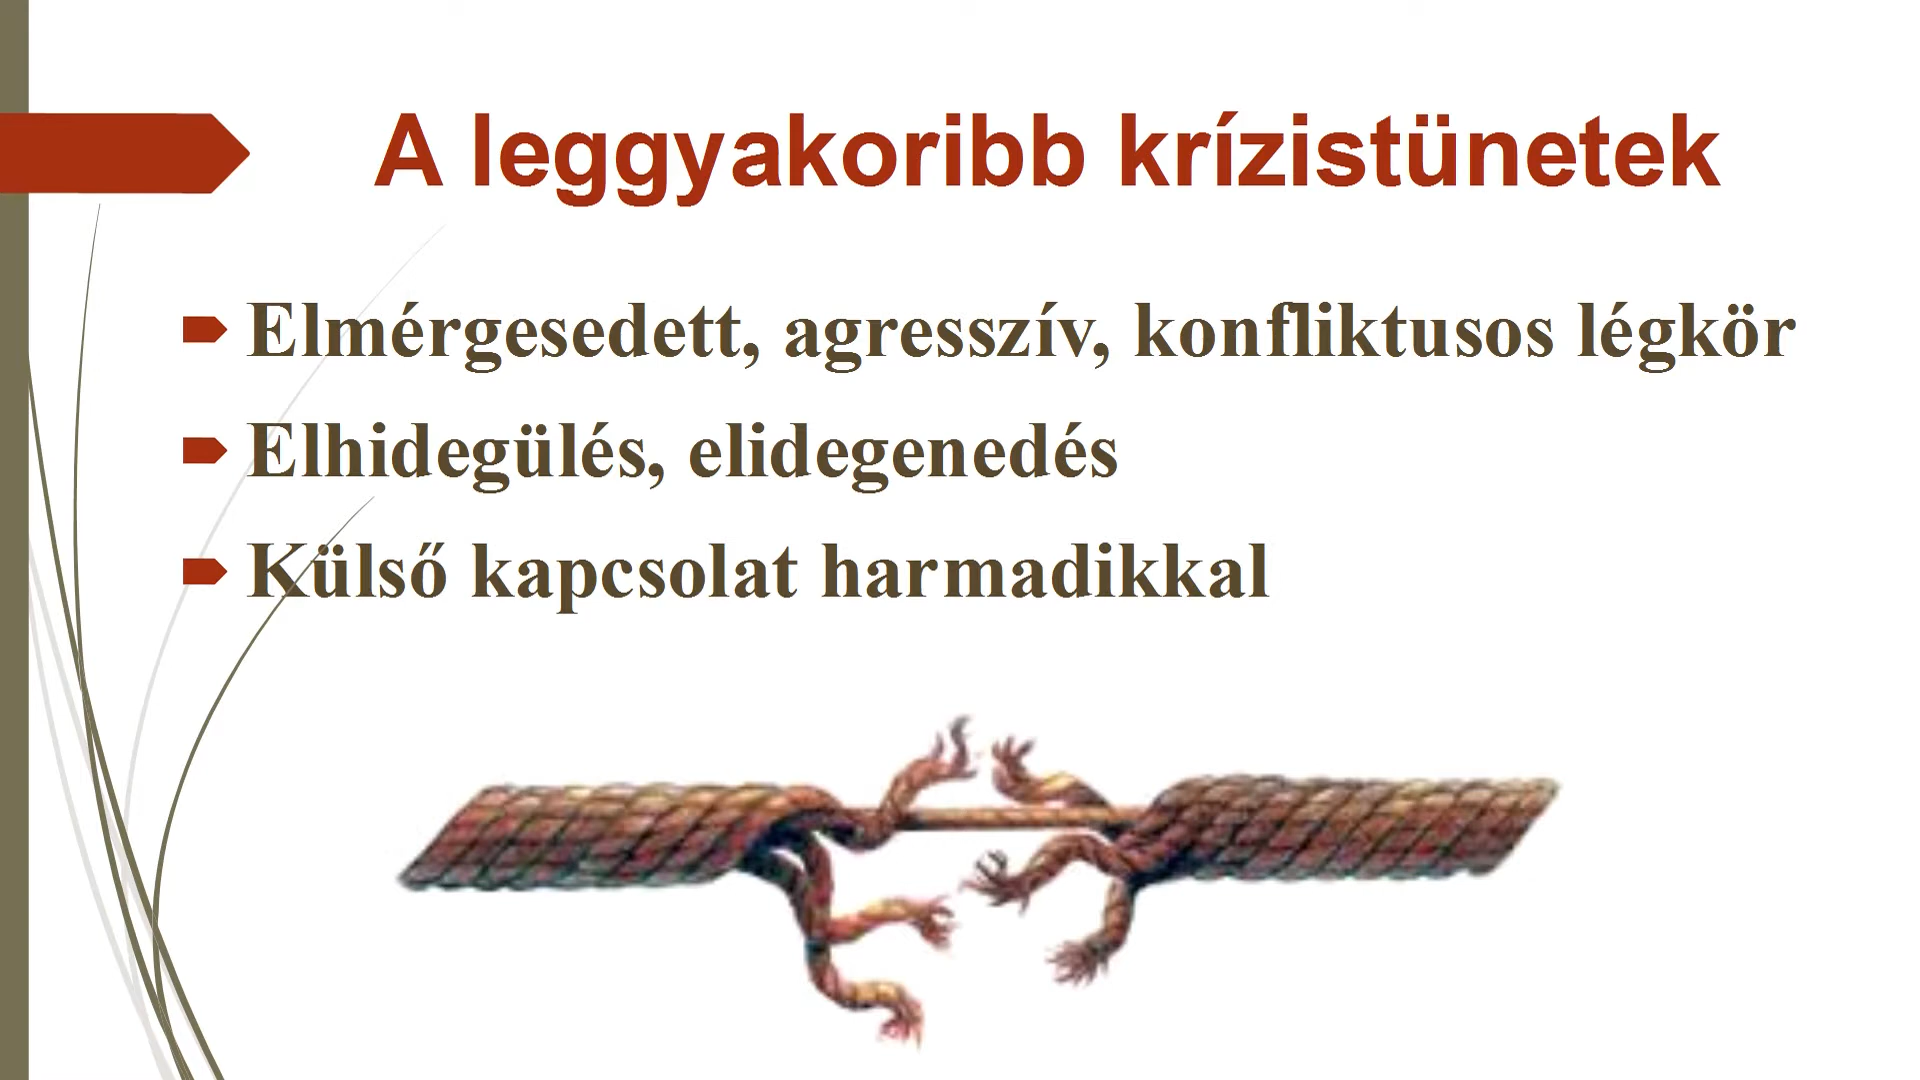 A leggyakoribb krízistünetek
Elmérgesedett, agresszív, konfliktusos légkör
Elhidegülés, elidegenedés
Külső kapcsolat harmadikkal